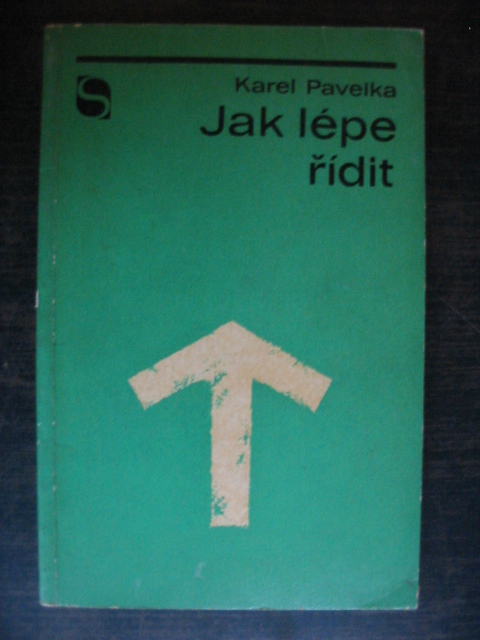 S
Karel Pavelka
Jak lépe
řídit